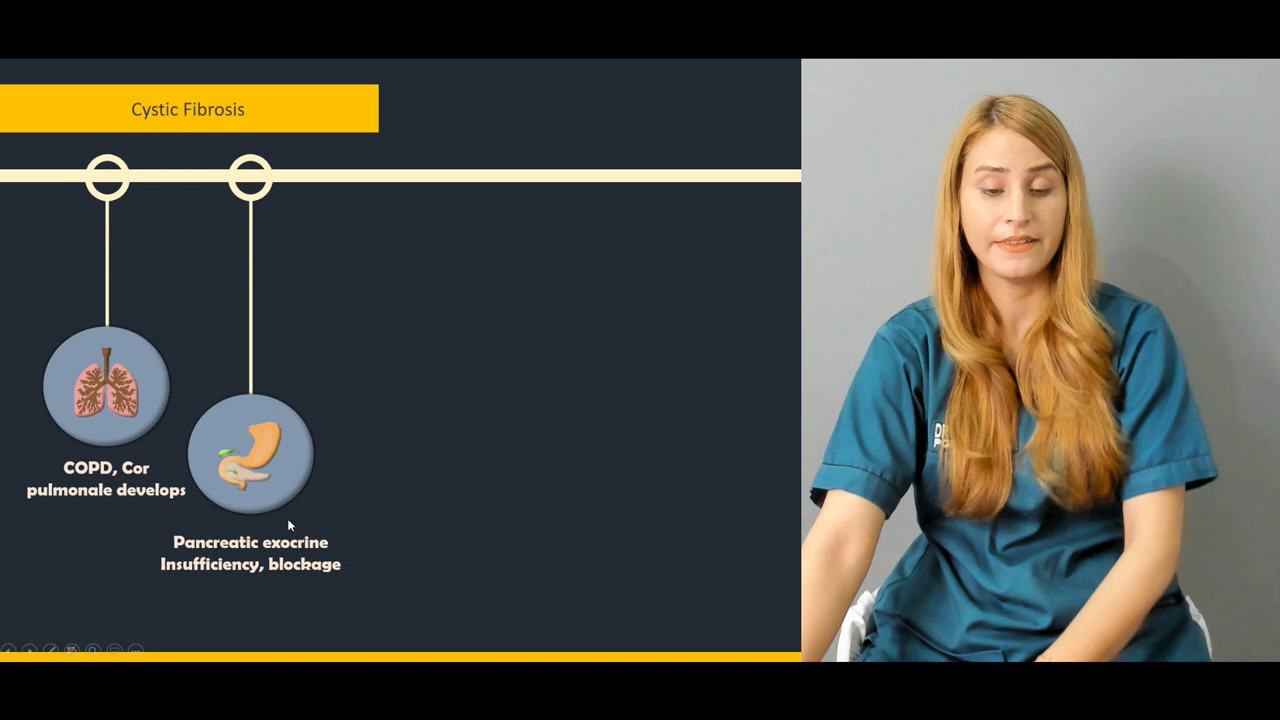 Cystic Fibrosis
COPD, Cor
pulmonale develops
Pancreatic exocrine
Insufficiency, blockage